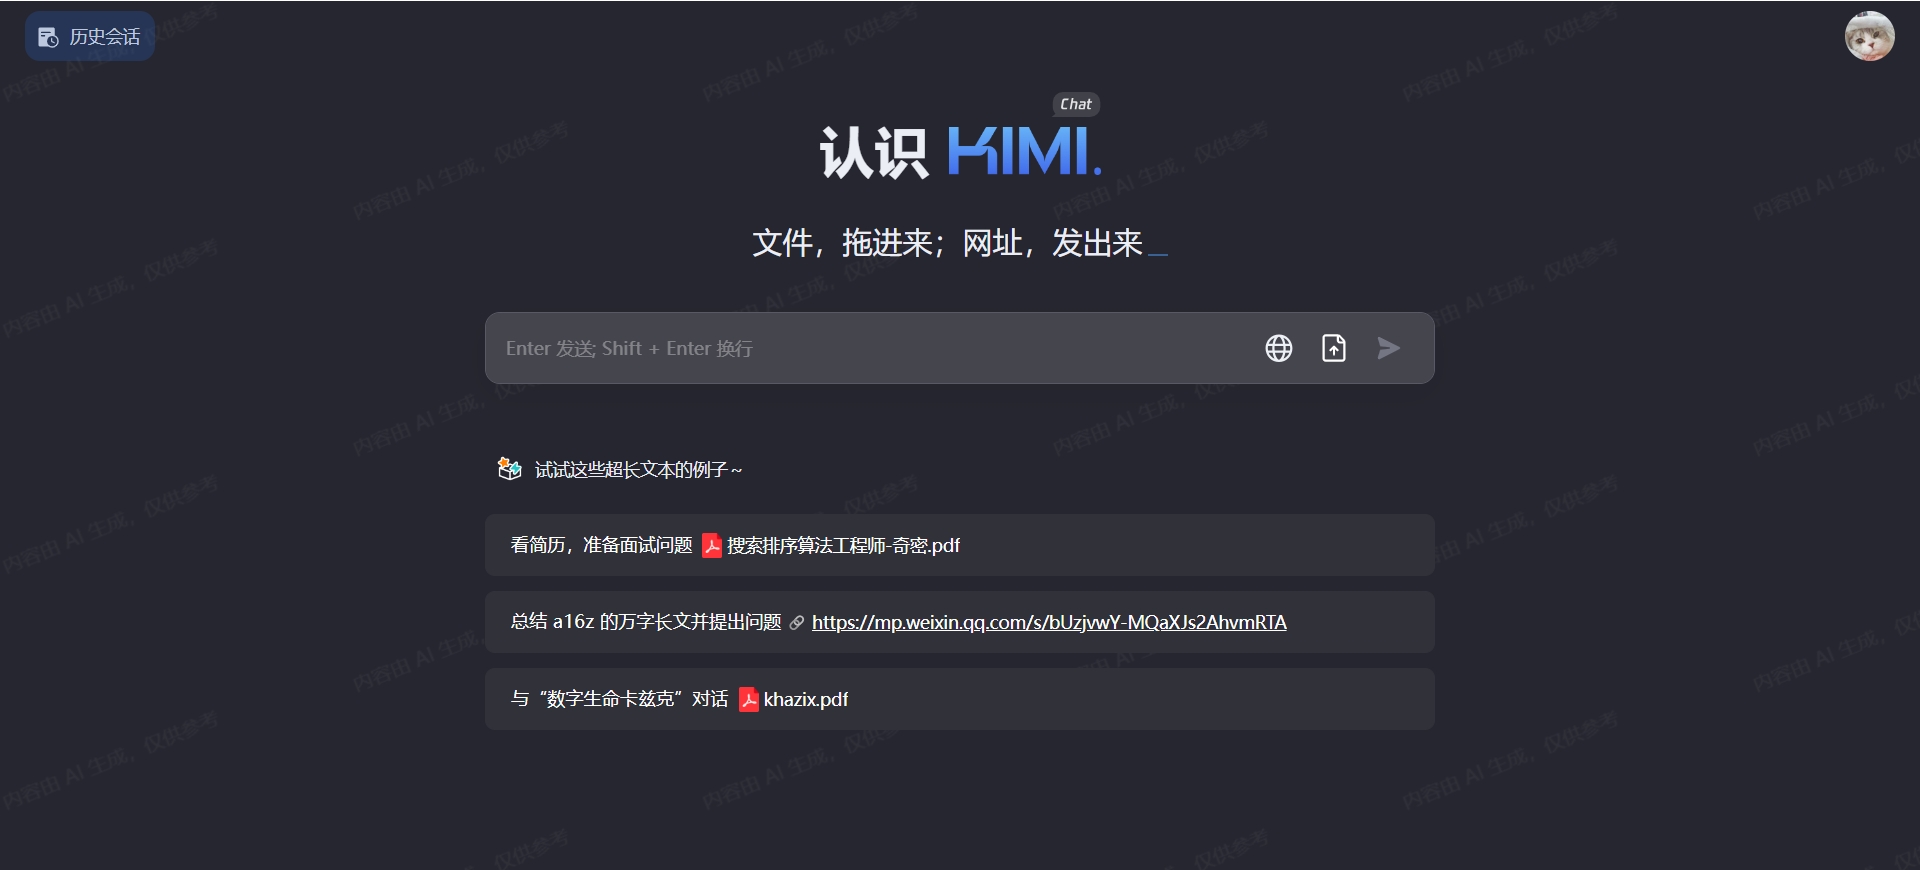 历史会话
Chat
认识 KIMI.
文件，拖进来；网址，发出来_
Enter 发送; Shift + Enter 换行
试试这些超长文本的例子~
看简历，准备面试问题 搜索排序算法工程师-奇密.pdf
总结 a16z 的万字长文并提出问题 https://mp.weixin.qq.com/s/bUzjvwY-MQaXJs2AhvmRTA
与“数字生命卡兹克”对话 khazix.pdf
内容由 AI 生成，仅供参考